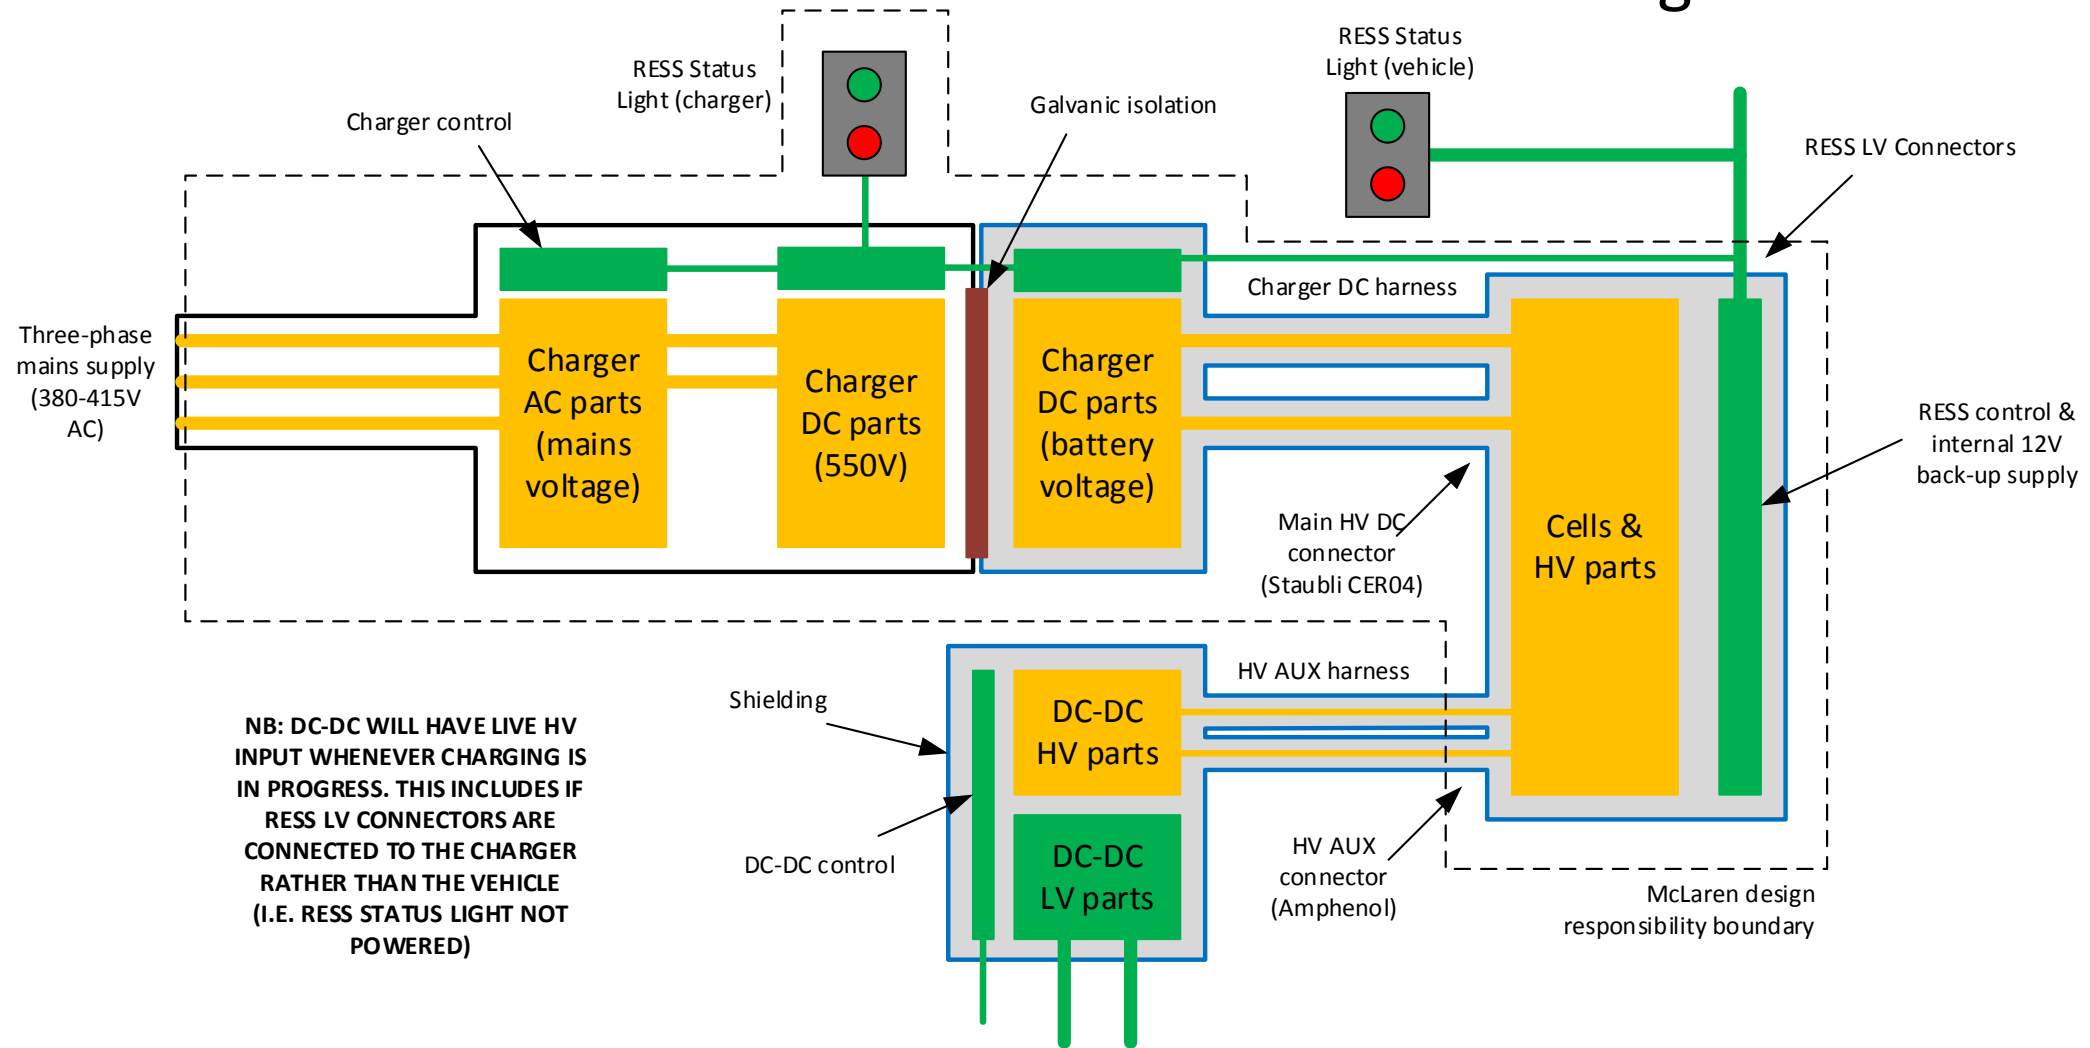 RESS Status
Light (charger)
RESS Status
Light (vehicle)
Charger control
Galvanic isolation
RESS LV Connectors
Three-phase
mains supply
(380-415V
AC)
Charger
AC parts
(mains
voltage)
Charger
DC parts
(550V)
Charger
DC parts
(battery
voltage)
Charger DC harness
Main HV DC
connector
(Staubli CER04)
Cells &
HV parts
RESS control &
internal 12V
back-up supply
HV AUX harness
Shielding
DC-DC
HV parts
DC-DC control
DC-DC
LV parts
HV AUX
connector
(Amphenol)
McLaren design
responsibility boundary
NB: DC-DC WILL HAVE LIVE HV
INPUT WHENEVER CHARGING IS
IN PROGRESS. THIS INCLUDES IF
RESS LV CONNECTORS ARE
CONNECTED TO THE CHARGER
RATHER THAN THE VEHICLE
(I.E. RESS STATUS LIGHT NOT
POWERED)